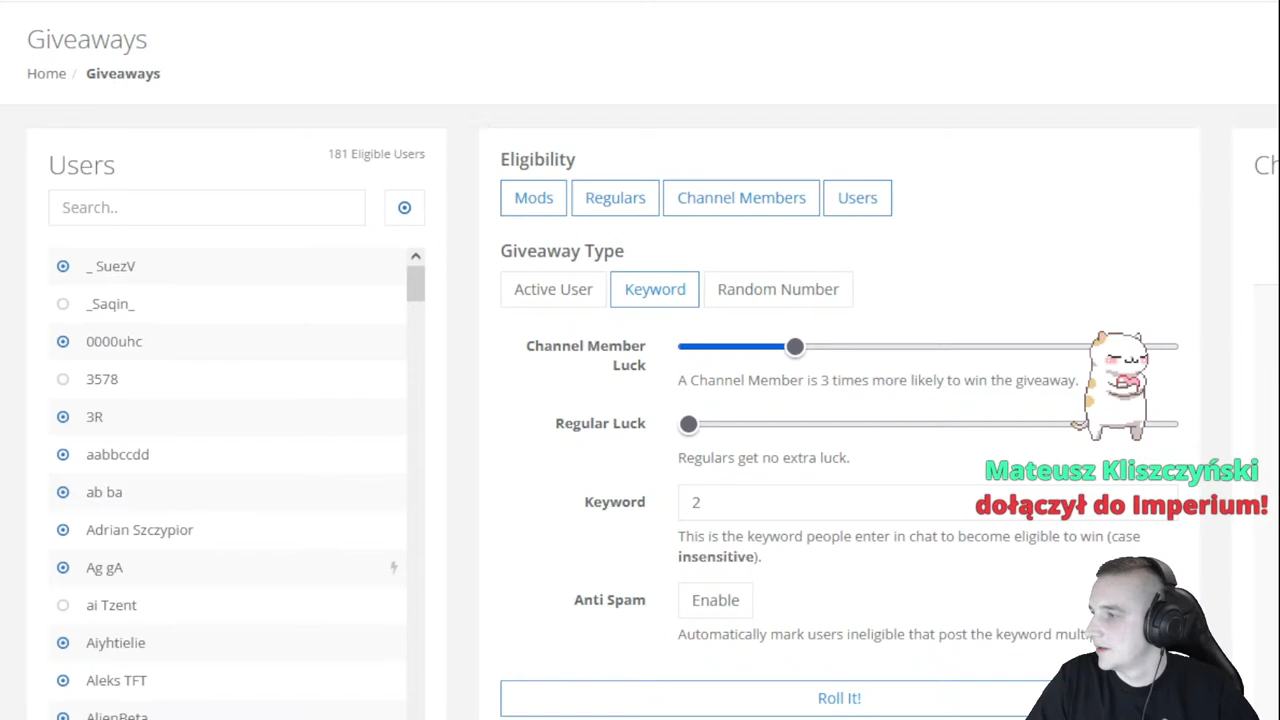 Giveaways
Home / Giveaways
Users
181 Eligible Users
Search..
_ SuezV
_Saqin_
0000uhc
3578
3R
aabbccdd
ab ba
Adrian Szczypior
Ag gA
ai Tzent
Aiyhtielie
Aleks TFT
AlienBeta
Eligibility
Mods Regulars Channel Members Users
Giveaway Type
Active User Keyword Random Number
Channel Member
Luck
A Channel Member is 3 times more likely to win the giveaway.
Regular Luck
Regulars get no extra luck.
Keyword
2
This is the keyword people enter in chat to become eligible to win (case
insensitive).
Anti Spam
Enable
Automatically mark users ineligible that post the keyword
Roll It!
Mateusz Kliszczyński
dołączył do Imperium!